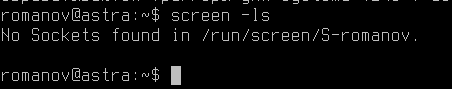 romanov@astra:~$ screen -ls
No Sockets found in /run/screen/S-romanov.
romanov@astra:~$